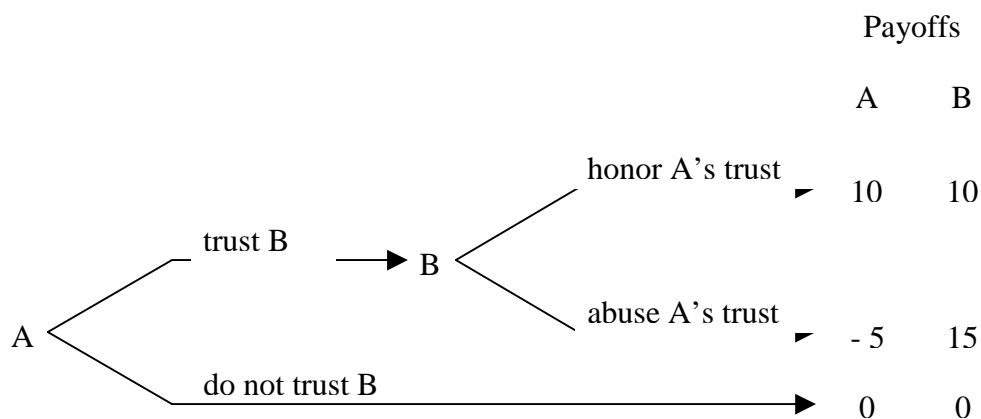 Payoffs
A B
honor A’s trust
10 10
trust B
B
abuse A’s trust
A
- 5 15
do not trust B
0 0